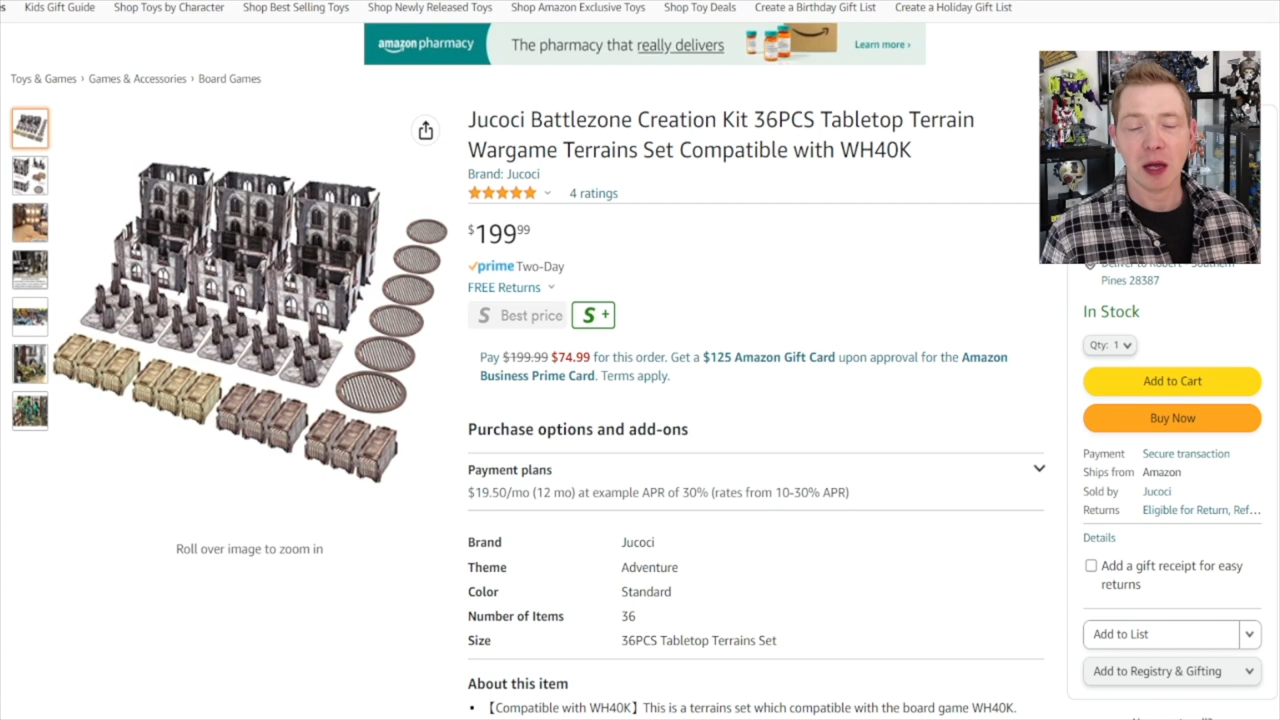 s Kids Gift Guide Shop Toys by Character Shop Best Selling Toys Shop Newly Released Toys Shop Amazon Exclusive Toys Shop Toy Deals Create a Birthday Gift List Create a Holiday Gift List
amazon pharmacy The pharmacy that really delivers Learn more ›
Toys & Games › Games & Accessories › Board Games
Jucoci Battlezone Creation Kit 36PCS Tabletop Terrain
Wargame Terrains Set Compatible with WH40K
Brand: Jucoci
4 ratings
$19999
prime Two-Day
FREE Returns
S Best price S +
Pay $199.99 $74.99 for this order. Get a $125 Amazon Gift Card upon approval for the Amazon
Business Prime Card. Terms apply.
Purchase options and add-ons
Payment plans
$19.50/mo (12 mo) at example APR of 30% (rates from 10-30% APR)
Brand Jucoci
Theme Adventure
Color Standard
Number of Items 36
Size 36PCS Tabletop Terrains Set
About this item
• 【Compatible with WH40K】This is a terrains set which compatible with the board game WH40K.
Roll over image to zoom in
Pines 28387
In Stock
Qty: 1
Add to Cart
Buy Now
Payment Secure transaction
Ships from Amazon
Sold by Jucoci
Returns Eligible for Return, Ref...
Details
Add a gift receipt for easy
returns
Add to List
Add to Registry & Gifting